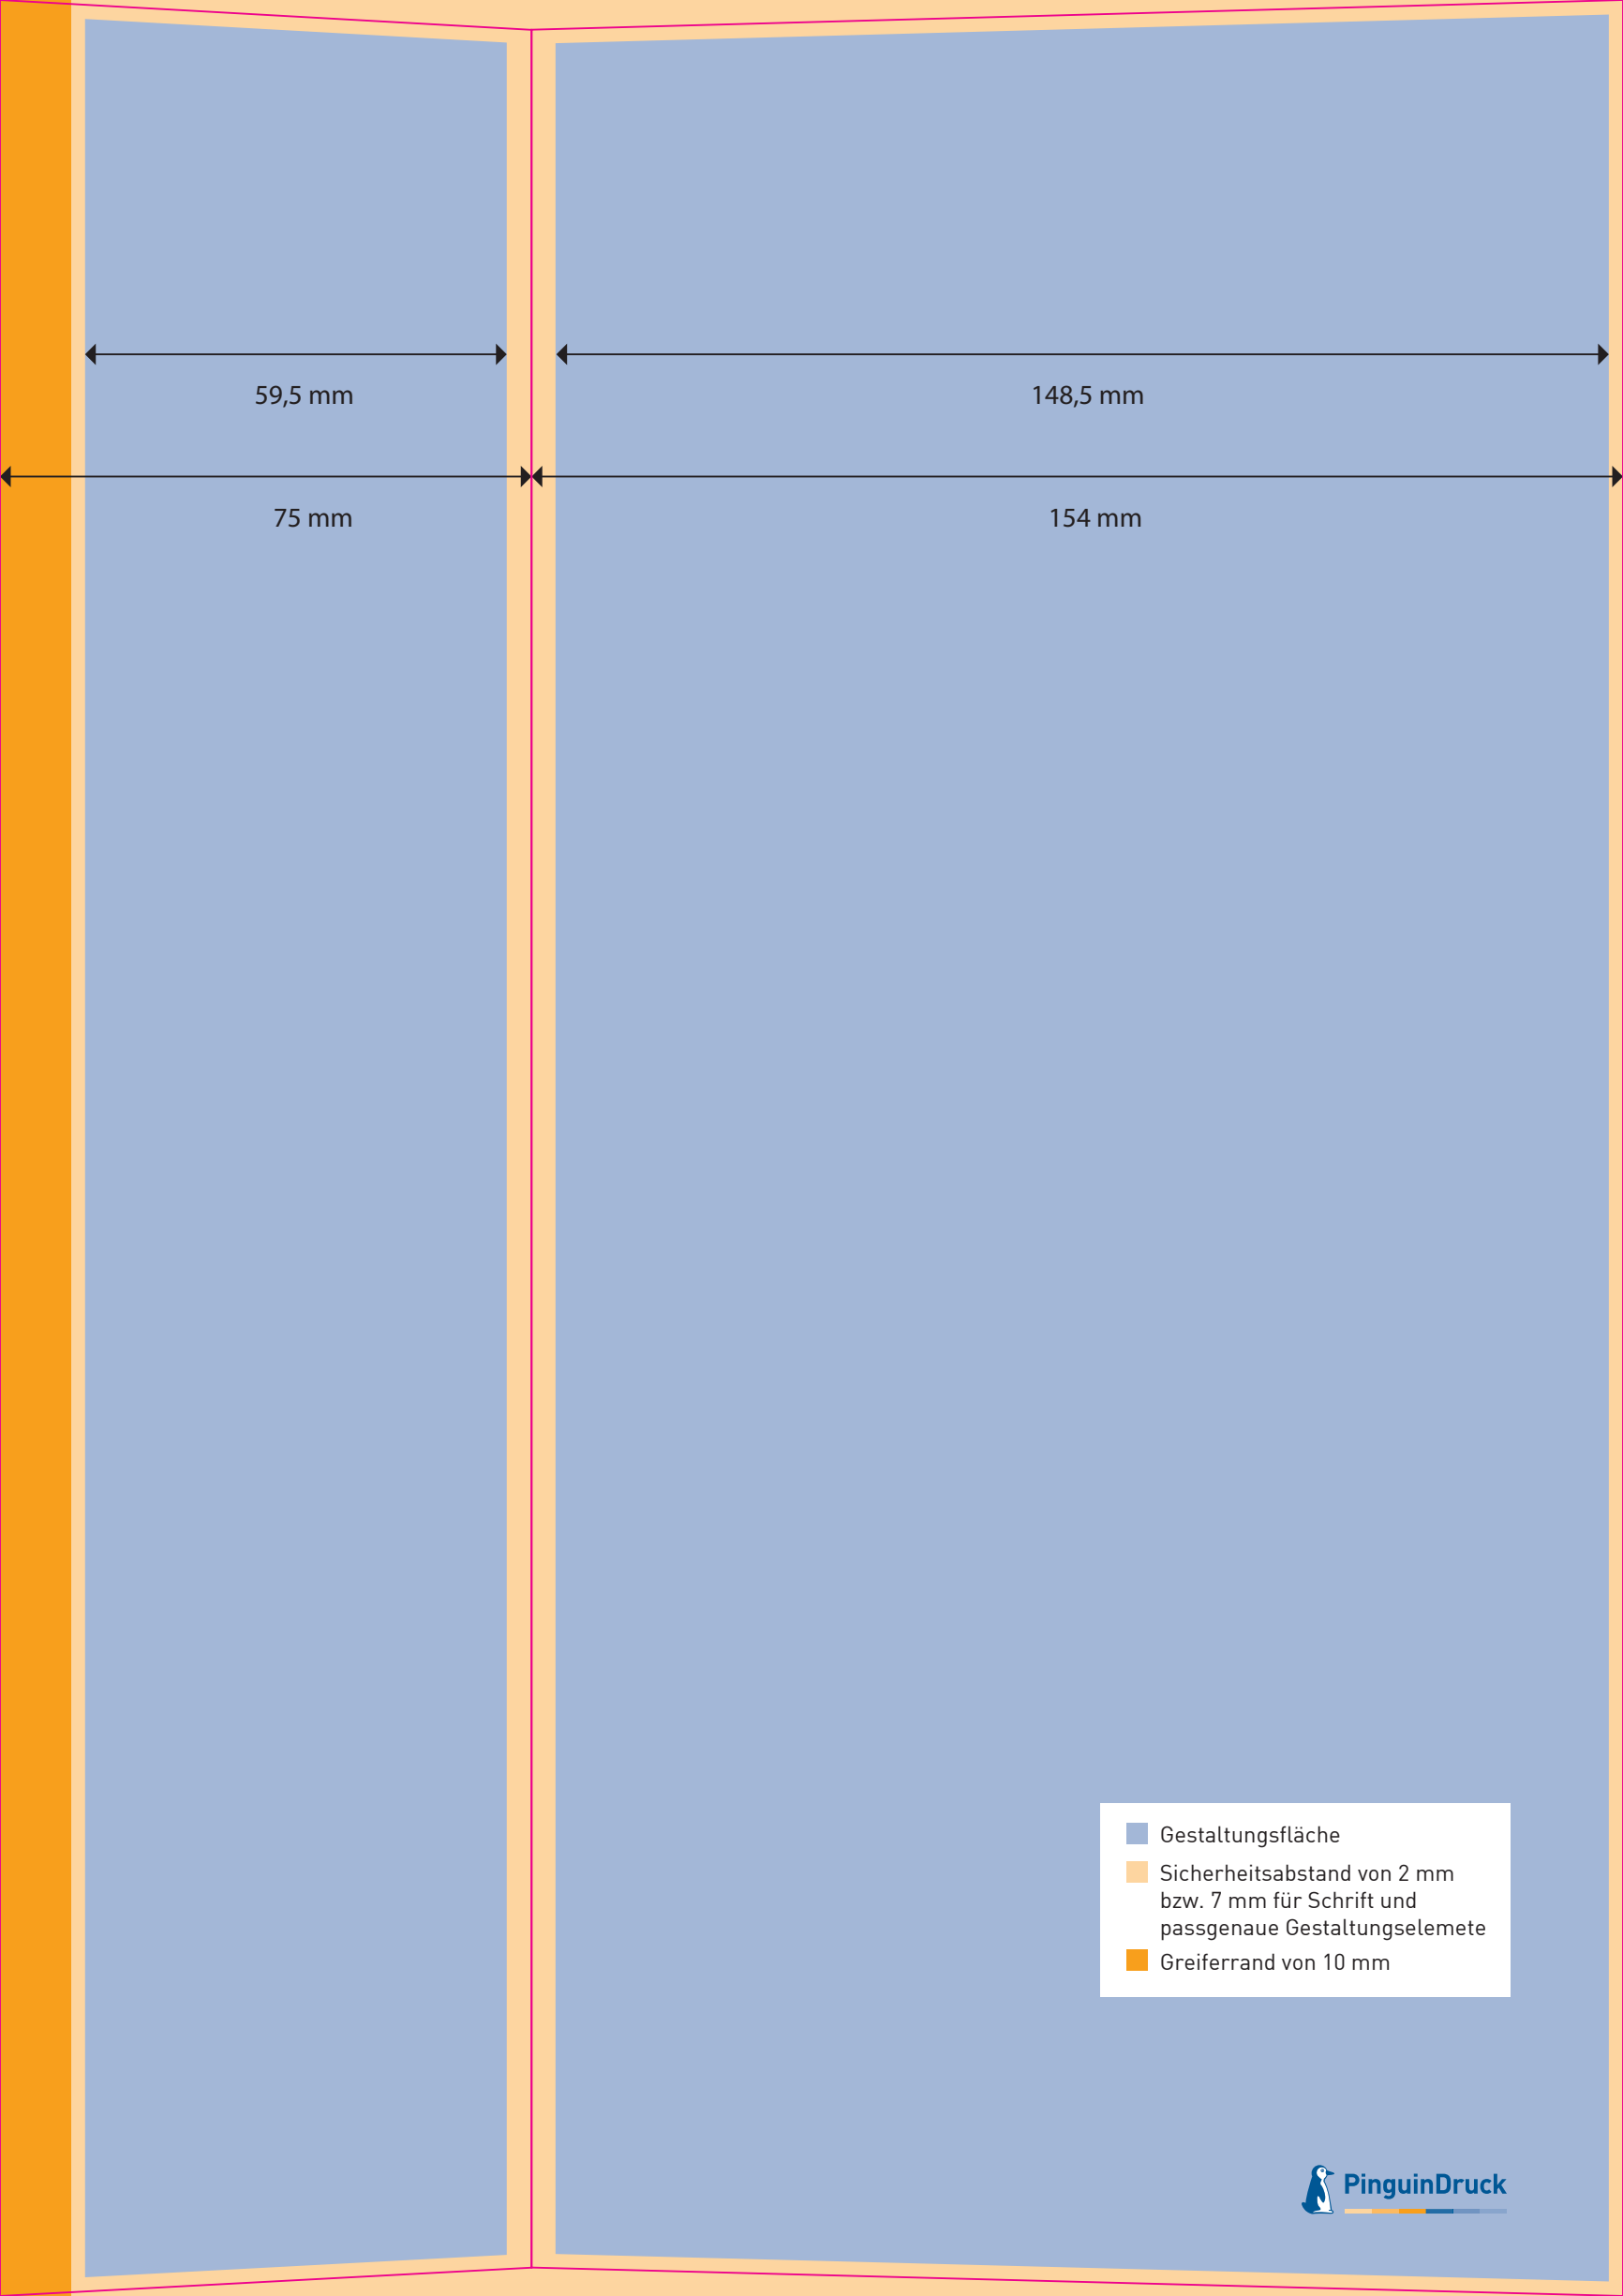 59,5 mm
148,5 mm
75 mm
154 mm
Gestaltungsfläche
Sicherheitsabstand von 2 mm
bzw. 7 mm für Schrift und
passgenaue Gestaltungselemete
Greiferrand von 10 mm
PinguinDruck